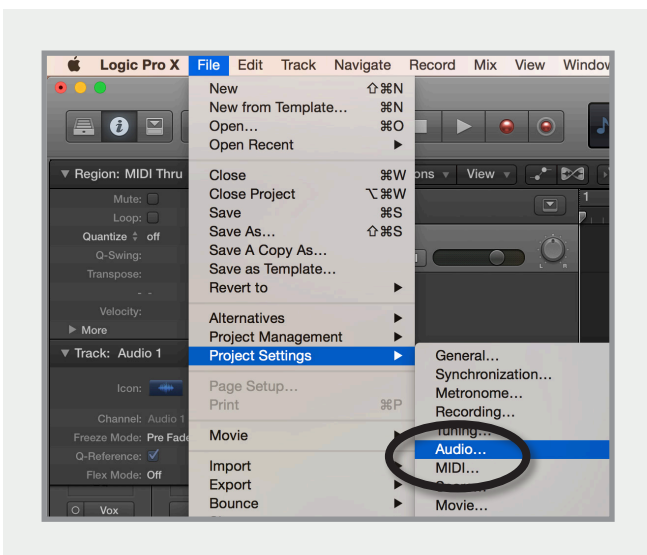 Logic Pro X File Edit Track Navigate Record Mix View Window
New ⇧⌘N
New from Template... ⌘N
Open... ⌘O
Open Recent ▶
Region: MIDI Thru
Close ⌘W
ons View
Mute:
Close Project ⌥⌘W
1
Loop:
Save ⌘S
Quantize off
Save As... ⇧⌘S
Q-Swing:
Save A Copy As...
Transpose:
Save as Template...
L R
- -
Revert to ▶
Velocity:
Alternatives ▶
More
Project Management ▶
Track: Audio 1
Project Settings ▶
General...
Synchronization...
Icon:
Page Setup...
Metronome...
Print ⌘P
Recording...
Channel: Audio 1
Tuning...
Freeze Mode: Pre Fade
Movie ▶
Audio...
Q-Reference:
MIDI...
Flex Mode: Off
Import ▶
Export ▶
Movie...
Vox
Bounce ▶